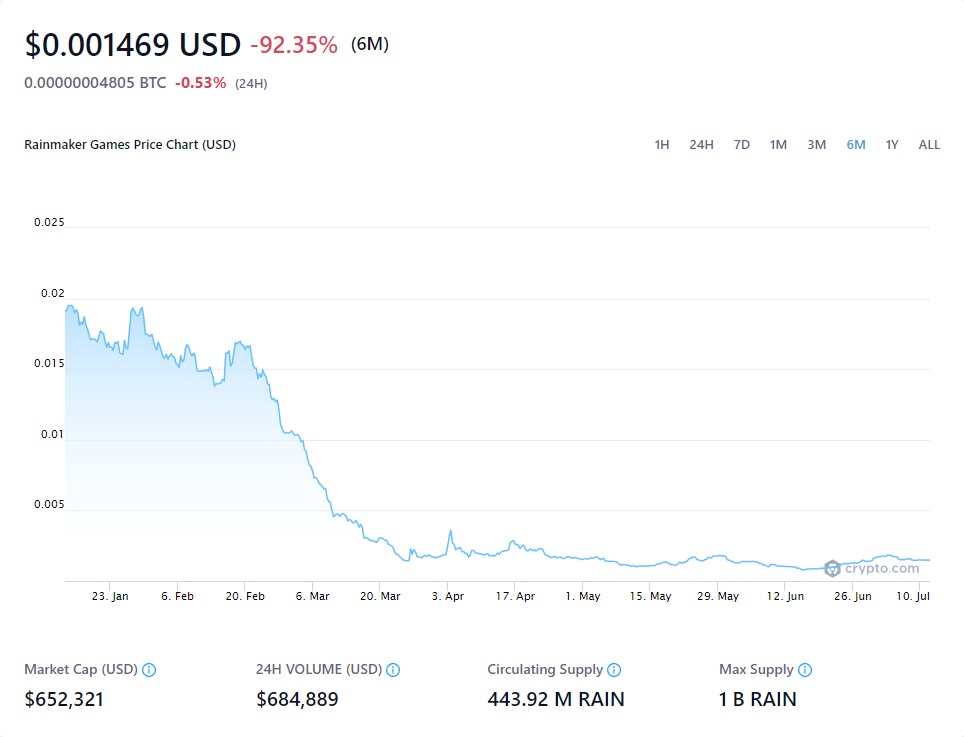 $0.001469 USD -92.35% (6M)
0.00000004805 BTC -0.53% (24H)
Rainmaker Games Price Chart (USD) 1H 24H 7D 1M 3M 6M 1Y ALL
0.025
0.02
0.015
0.01
0.005
crypto.com
23. Jan 6. Feb 20. Feb 6. Mar 20. Mar 3. Apr 17. Apr 1. May 15. May 29. May 12. Jun 26. Jun 10. Jul
Market Cap (USD) 24H VOLUME (USD) Circulating Supply Max Supply
$652,321 $684,889 443.92 M RAIN 1 B RAIN